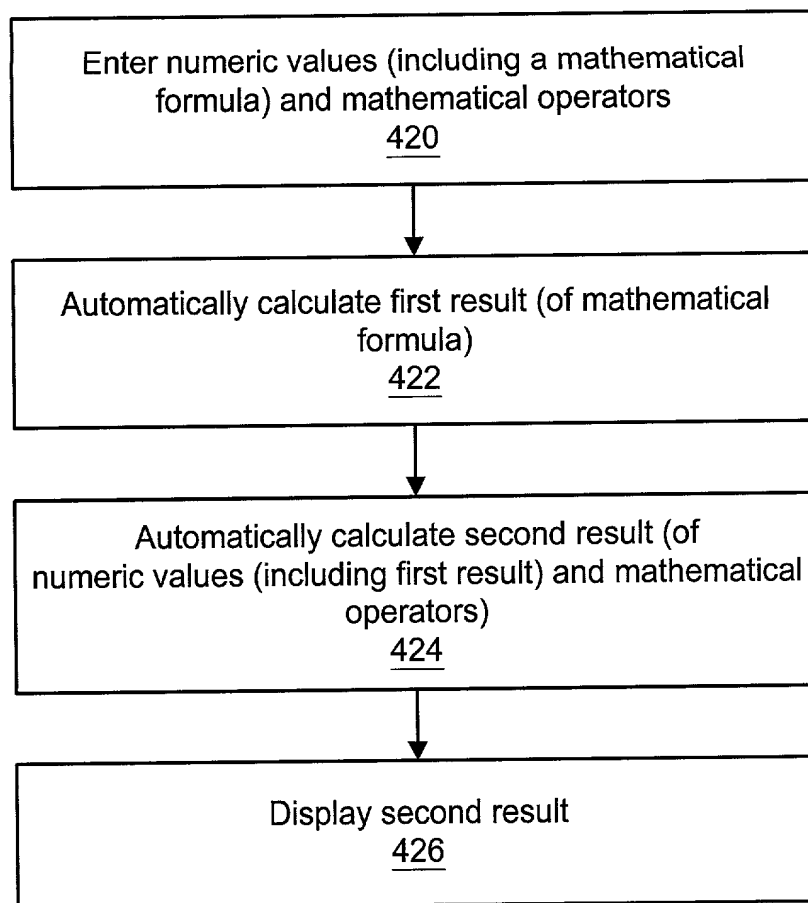 Enter numeric values (including a mathematical
formula) and mathematical operators
420
Automatically calculate first result (of mathematical
formula)
422
Automatically calculate second result (of
numeric values (including first result) and mathematical
operators)
424
Display second result
426